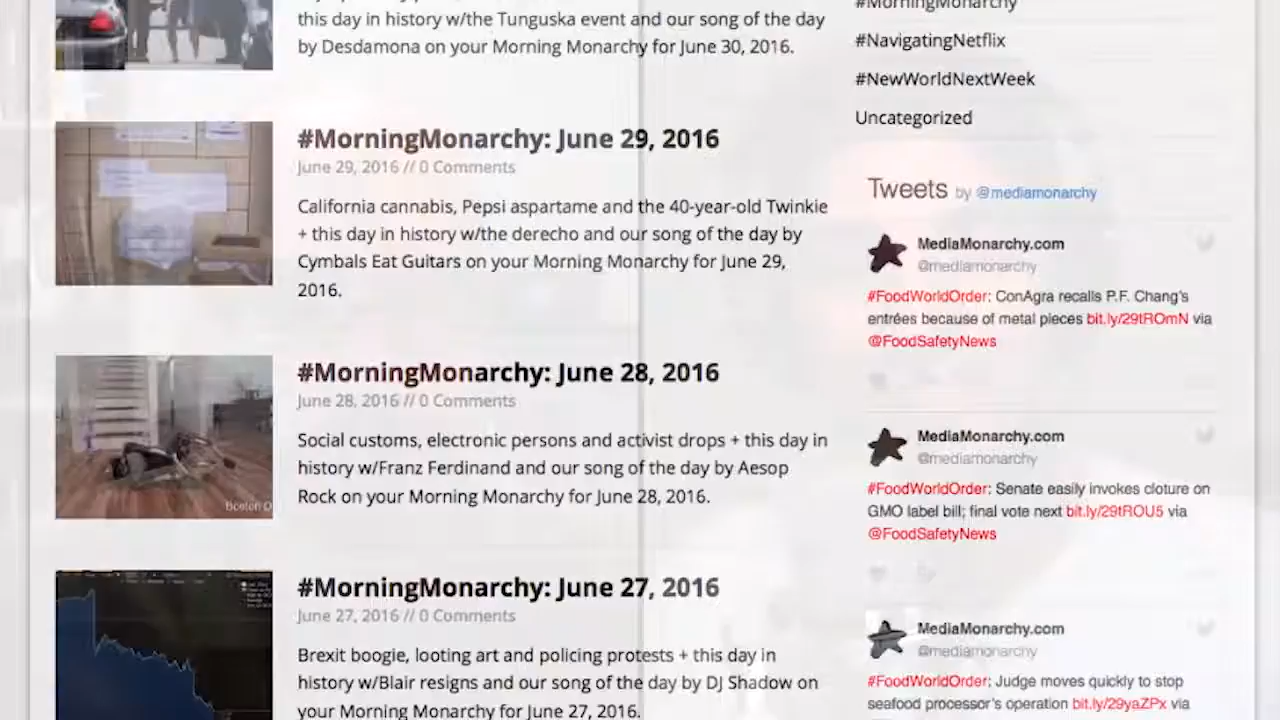 this day in history w/the Tunguska event and our song of the day
by Desdamona on your Morning Monarchy for June 30, 2016.
#MorningMonarchy: June 29, 2016
June 29, 2016 // 0 Comments
California cannabis, Pepsi aspartame and the 40-year-old Twinkie
+ this day in history w/the derecho and our song of the day by
Cymbals Eat Guitars on your Morning Monarchy for June 29,
2016.
#MorningMonarchy: June 28, 2016
June 28, 2016 // 0 Comments
Social customs, electronic persons and activist drops + this day in
history w/Franz Ferdinand and our song of the day by Aesop
Rock on your Morning Monarchy for June 28, 2016.
#MorningMonarchy: June 27, 2016
June 27, 2016 // 0 Comments
Brexit boogie, looting art and policing protests + this day in
history w/Blair resigns and our song of the day by DJ Shadow on
your Morning Monarchy for June 27, 2016.
#MorningMonarchy
#NavigatingNetflix
#NewWorldNextWeek
Uncategorized
Tweets by @mediamonarchy
MediaMonarchy.com
@mediamonarchy
#FoodWorldOrder: ConAgra recalls P.F. Chang's
entrées because of metal pieces bit.ly/29tROmN via
@FoodSafetyNews
MediaMonarchy.com
@mediamonarchy
#FoodWorldOrder: Senate easily invokes cloture on
GMO label bill; final vote next bit.ly/29tROU5 via
@FoodSafetyNews
MediaMonarchy.com
@mediamonarchy
#FoodWorldOrder: Judge moves quickly to stop
seafood processor's operation bit.ly/29yaZPx via